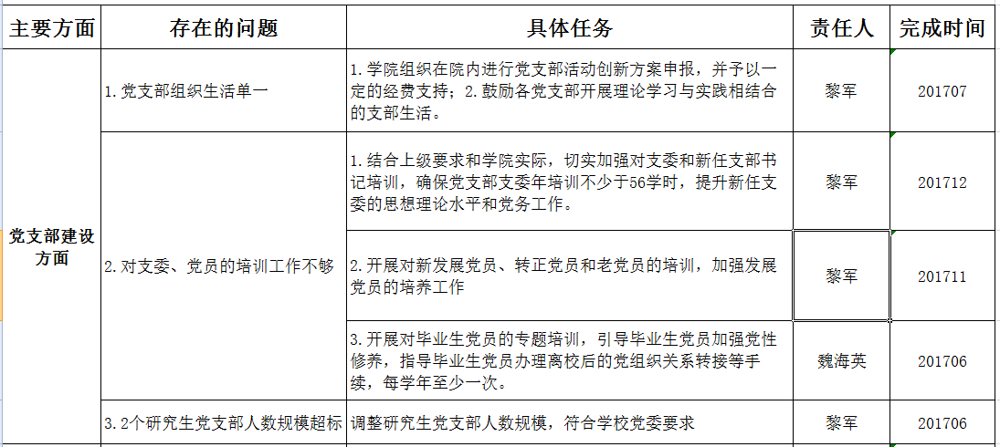 主要方面 存在的问题 具体任务 责任人 完成时间
党支部建设
方面
1.党支部组织生活单一
1.学院组织在院内进行党支部活动创新方案申报，并予以一
定的经费支持；2.鼓励各党支部开展理论学习与实践相结合
的支部生活。
黎军
201707
2.对支委、党员的培训工作不够
1.结合上级要求和学院实际，切实加强对支委和新任支部书
记培训，确保党支部支委年培训不少于56学时，提升新任支
委的思想理论水平和党务工作。
黎军
201712
2.开展对新发展党员、转正党员和老党员的培训，加强发展
党员的培养工作
黎军
201711
3.开展对毕业生党员的专题培训，引导毕业生党员加强党性
修养，指导毕业生党员办理离校后的党组织关系转接等手
续，每学年至少一次。
魏海英
201706
3.2个研究生党支部人数规模超标
调整研究生党支部人数规模，符合学校党委要求
黎军
201706